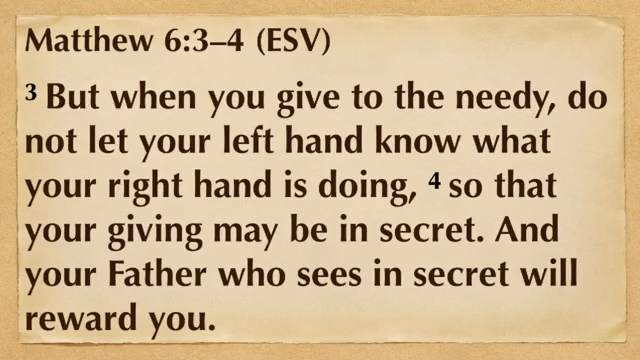 Matthew 6:3–4 (ESV)
3 But when you give to the needy, do
not let your left hand know what
your right hand is doing, 4 so that
your giving may be in secret. And
your Father who sees in secret will
reward you.